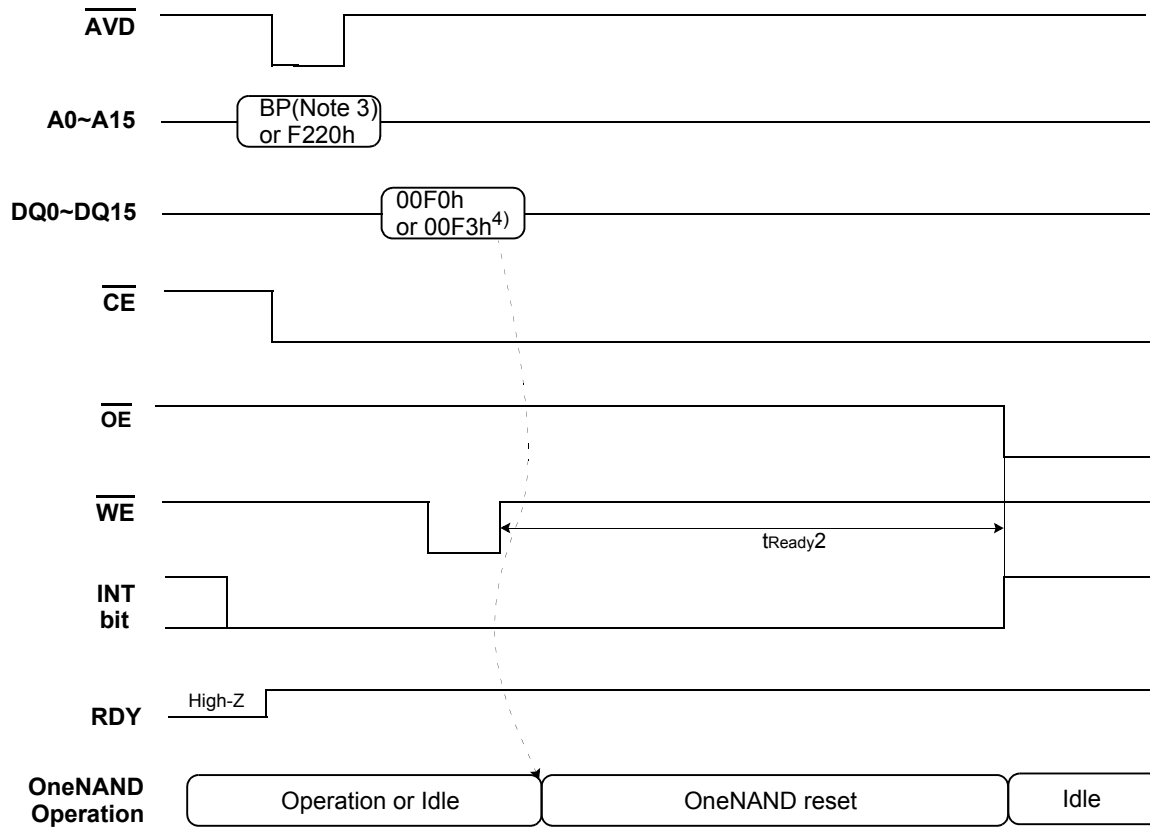 AVD
A0~A15
BP(Note 3)
or F220h
DQ0~DQ15
00F0h
or 00F3h4)
CE
OE
WE
tReady2
INT
bit
High-Z
RDY
OneNAND
Operation
Operation or Idle
OneNAND reset
Idle